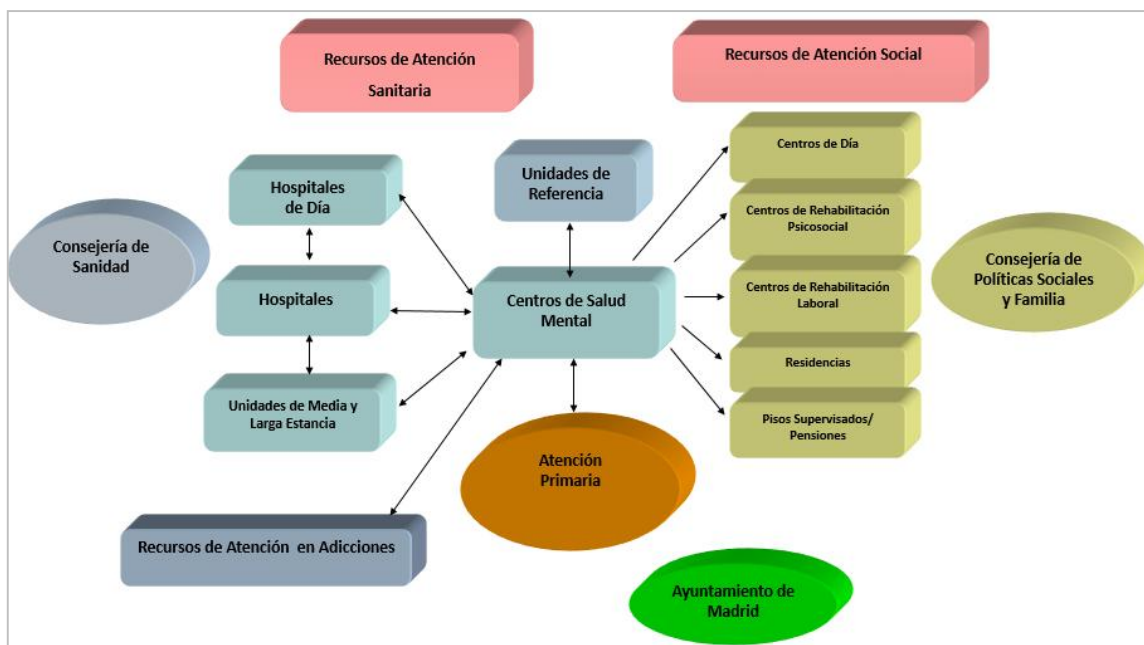 Recursos de Atención
Sanitaria
Recursos de Atención Social
Centros de Día
Unidades de
Referencia
Hospitales
de Día
Centros de Rehabilitación
Psicosocial
Consejería de
Sanidad
Consejería de
Políticas Sociales
y Familia
Hospitales
Centros de Salud
Mental
Centros de Rehabilitación
Laboral
Residencias
Unidades de Media y
Larga Estancia
Pisos Supervisados/
Pensiones
Atención
Primaria
Recursos de Atención en Adicciones
Ayuntamiento de
Madrid